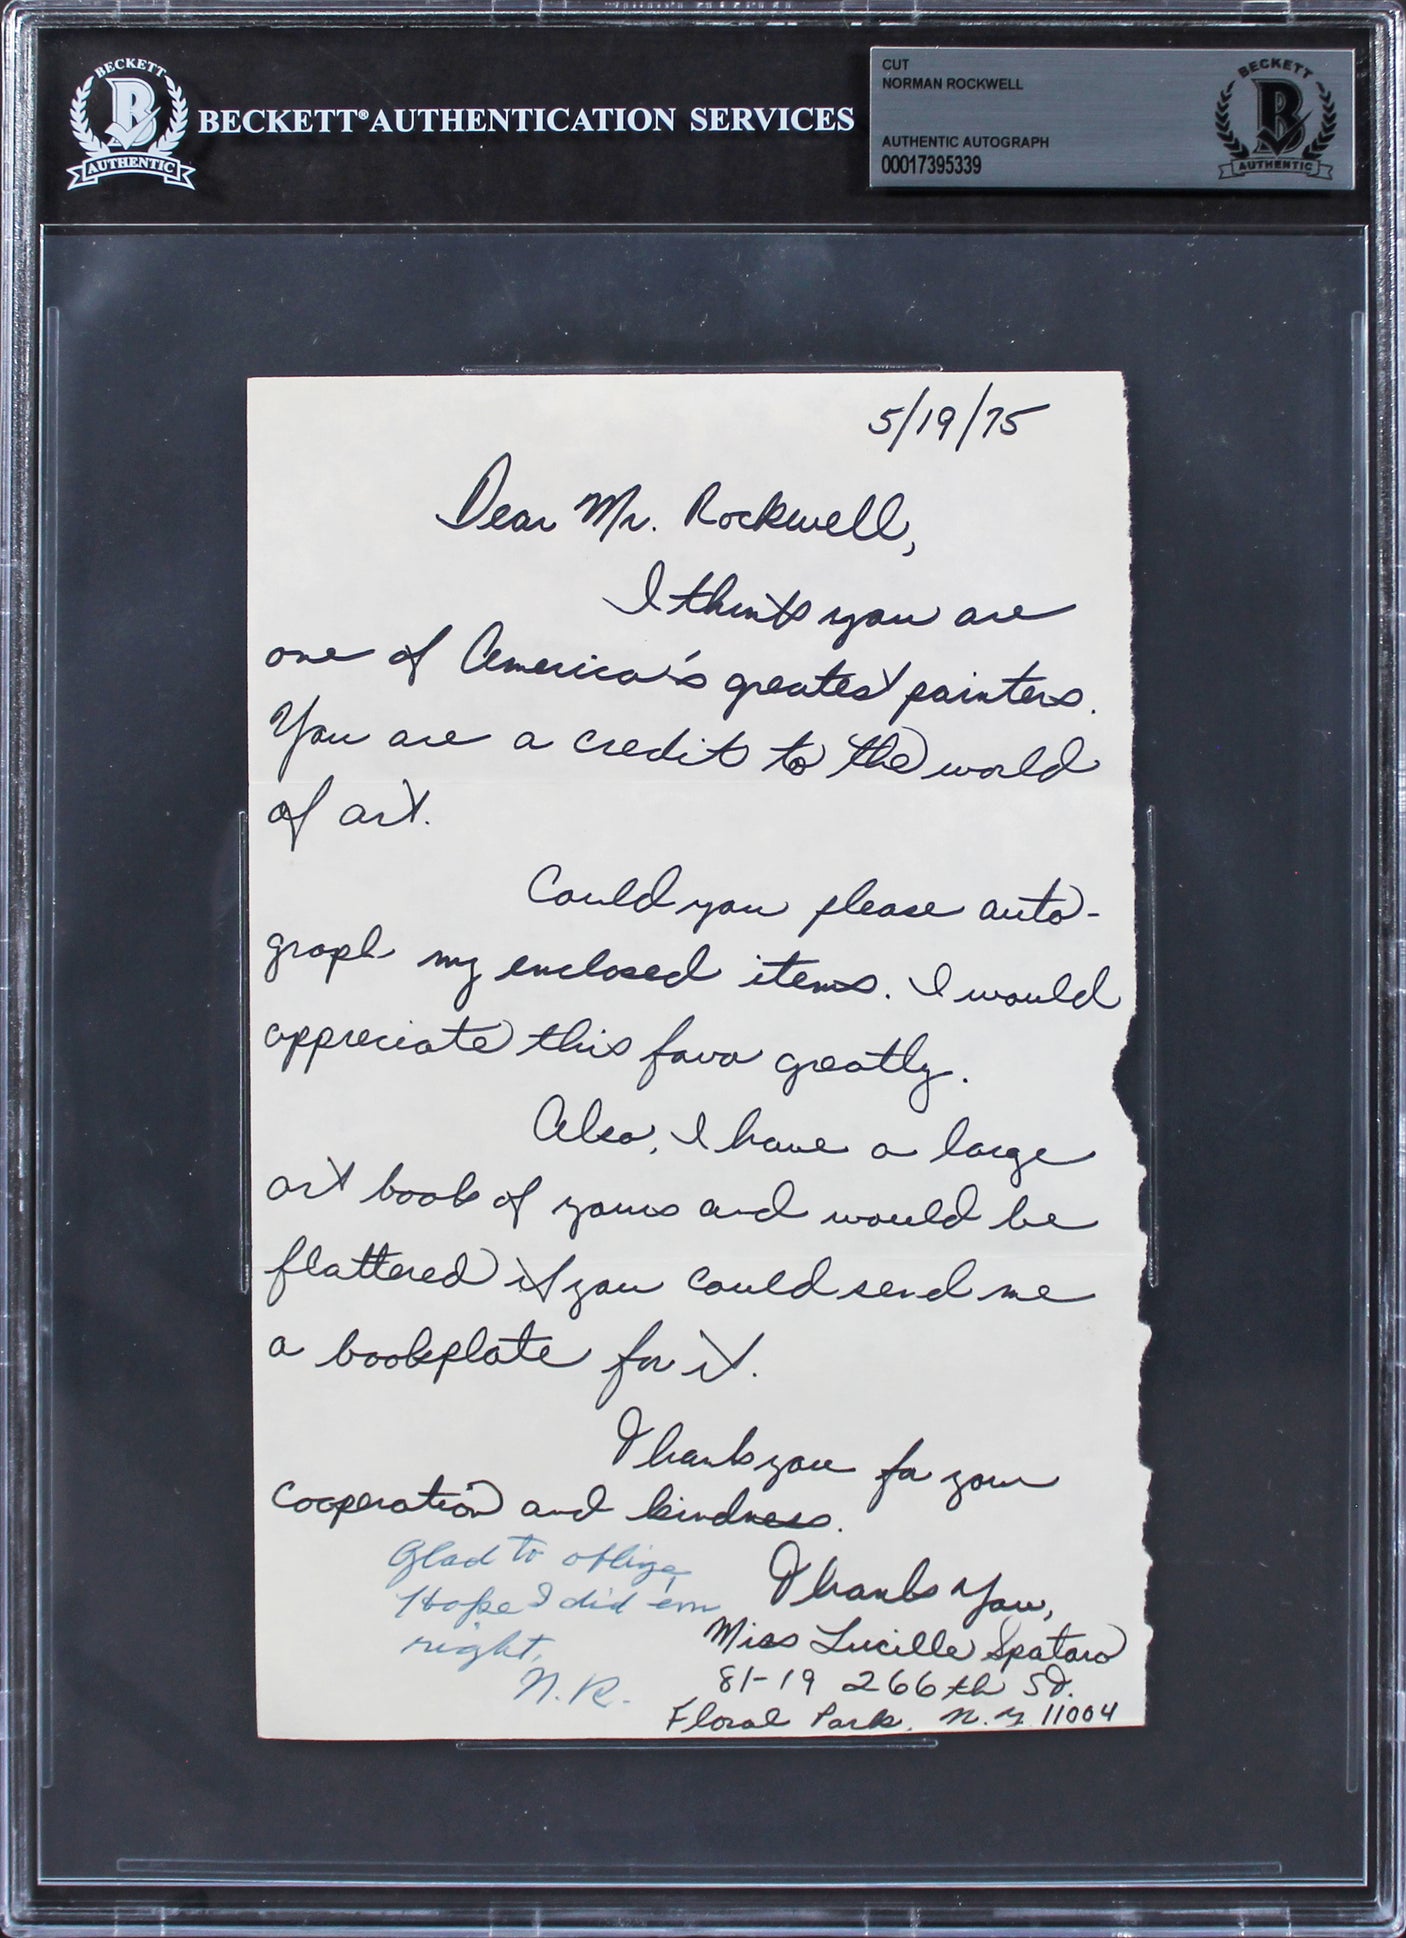 BECKETT
B
AUTHENTIC
BECKETT® AUTHENTICATION SERVICES
CUT
NORMAN ROCKWELL
AUTHENTIC AUTOGRAPH
00017395339
BECKETT
B
AUTHENTIC
5/19/75
Dear Mr. Rockwell,
I think you are
one of America's greatest painters.
You are a credit to the world
of art.
Could you please auto-
graph my enclosed items. I would
appreciate this favor greatly.
Also, I have a large
art book of yours and would be
flattered if you could send me
a bookplate for it.
Thank you for your
cooperation and kindness.
Glad to oblige,
Hope I did 'em
right,
N.R.
Thank You,
Miss Lucille Spataro
81-19 266th St.
Floral Park, N.Y. 11004